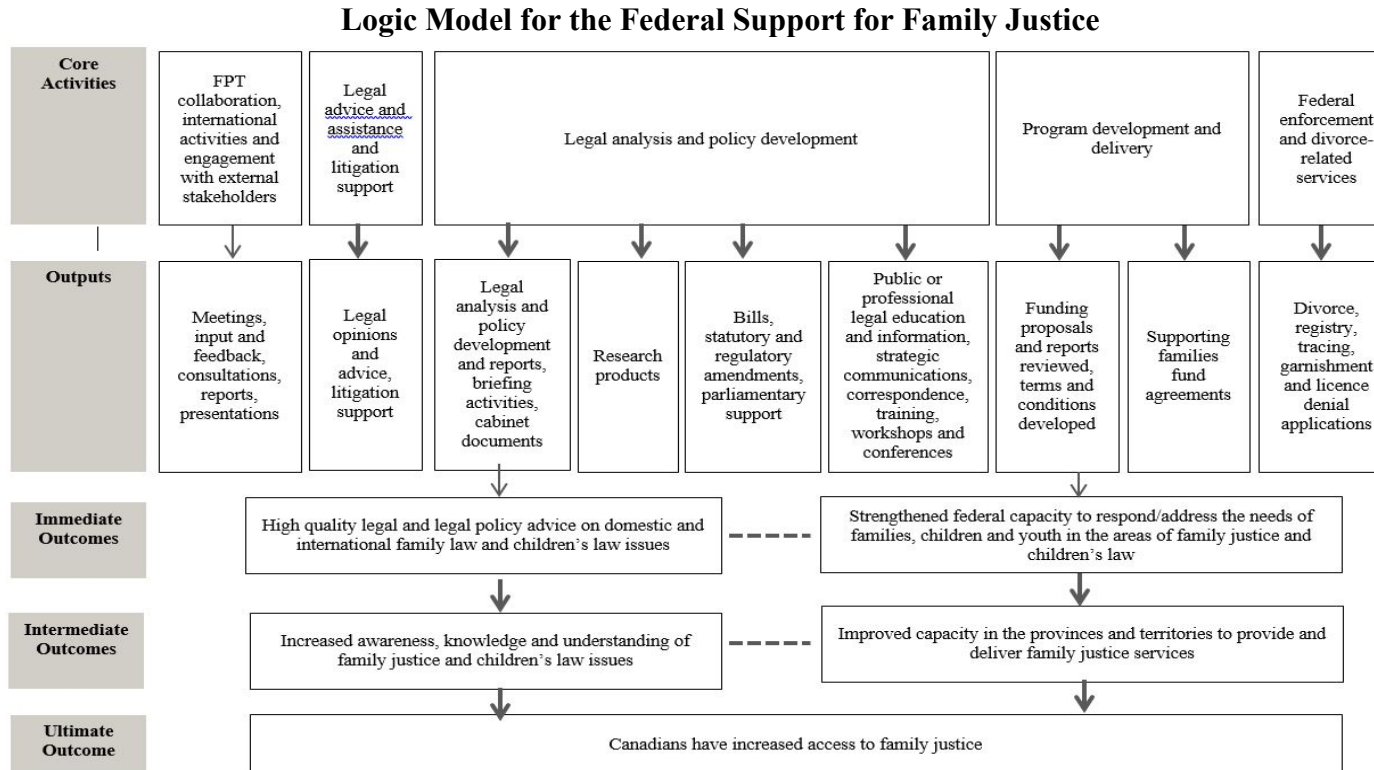 Logic Model for the Federal Support for Family Justice
Core
Activities
FPT
collaboration,
international
activities and
engagement
with external
stakeholders
Legal
advice and
assistance
and
litigation
support
Legal analysis and policy development
Program development and
delivery
Federal
enforcement
and divorce-
related
services
Outputs
Meetings,
input and
feedback,
consultations,
reports,
presentations
Legal
opinions
and
advice,
litigation
support
Legal
analysis and
policy
development
and reports,
briefing
activities,
cabinet
documents
Research
products
Bills,
statutory and
regulatory
amendments,
parliamentary
support
Public or
professional
legal education
and information,
strategic
communications,
correspondence,
training,
workshops and
conferences
Funding
proposals
and reports
reviewed,
terms and
conditions
developed
Supporting
families
fund
agreements
Divorce,
registry,
tracing,
garnishment
and licence
denial
applications
Immediate
Outcomes
High quality legal and legal policy advice on domestic and
international family law and children’s law issues
Strengthened federal capacity to respond/address the needs of
families, children and youth in the areas of family justice and
children’s law
Intermediate
Outcomes
Increased awareness, knowledge and understanding of
family justice and children’s law issues
Improved capacity in the provinces and territories to provide and
deliver family justice services
Ultimate
Outcome
Canadians have increased access to family justice